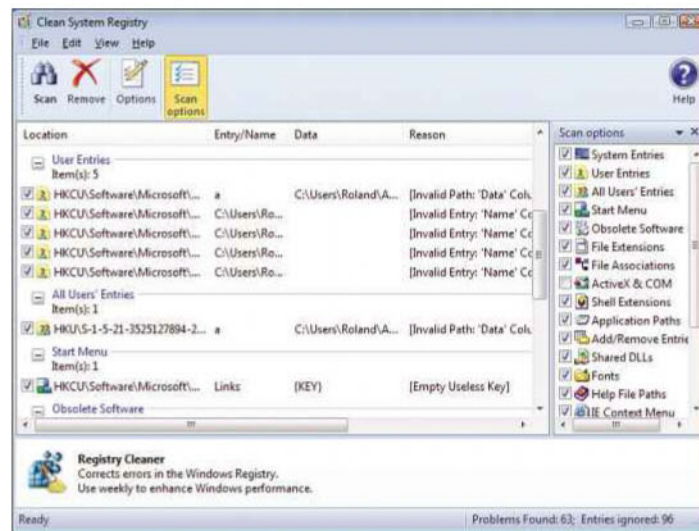 Clean System Registry
File Edit View Help
Scan Remove Options Scan options Help
Location Entry/Name Data Reason
User Entries
Item(s): 5
HKCU\Software\Microsoft\... a C:\Users\Roland\A... [Invalid Path: 'Data' Colu
HKCU\Software\Microsoft\... C:\Users\Ro... [Invalid Entry: 'Name' Cc
HKCU\Software\Microsoft\... C:\Users\Ro... [Invalid Entry: 'Name' Cc
HKCU\Software\Microsoft\... C:\Users\Ro... [Invalid Entry: 'Name' Cc
HKCU\Software\Microsoft\... C:\Users\Ro... [Invalid Entry: 'Name' Cc
All Users' Entries
Item(s): 1
HKU\S-1-5-21-3525127894-2... a C:\Users\Roland\A... [Invalid Path: 'Data' Colu
Start Menu
Item(s): 1
HKCU\Software\Microsoft\... Links (KEY) [Empty Useless Key]
Obsolete Software
Scan options
System Entries
User Entries
All Users' Entries
Start Menu
Obsolete Software
File Extensions
File Associations
ActiveX & COM
Shell Extensions
Application Paths
Add/Remove Entrie
Shared DLLs
Fonts
Help File Paths
IE Context Menu
Registry Cleaner
Corrects errors in the Windows Registry.
Use weekly to enhance Windows performance.
Ready Problems Found: 63; Entries ignored: 96